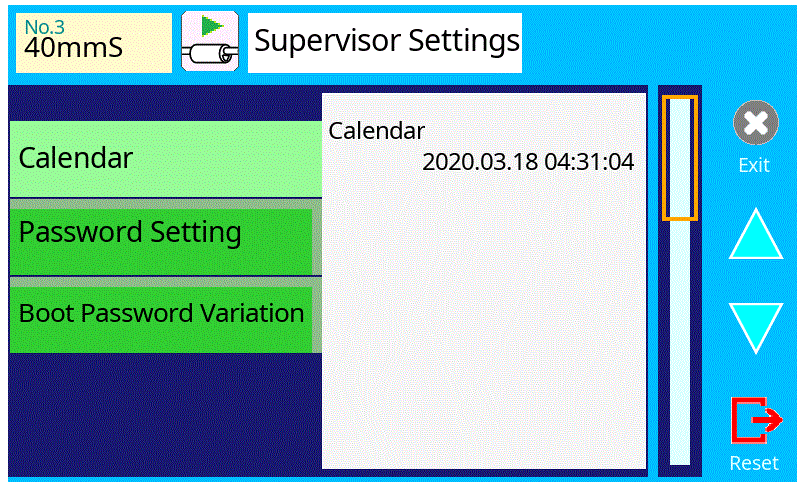 No.3
40mmS
Supervisor Settings
Calendar
Password Setting
Boot Password Variation
Calendar
2020.03.18 04:31:04
Exit
Reset